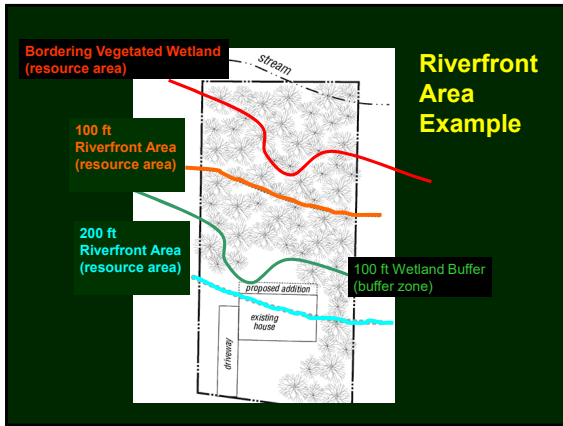 Bordering Vegetated Wetland
(resource area)
stream
Riverfront
Area
Example
100 ft
Riverfront Area
(resource area)
200 ft
Riverfront Area
(resource area)
100 ft Wetland Buffer
(buffer zone)
proposed addition
existing
house
driveway